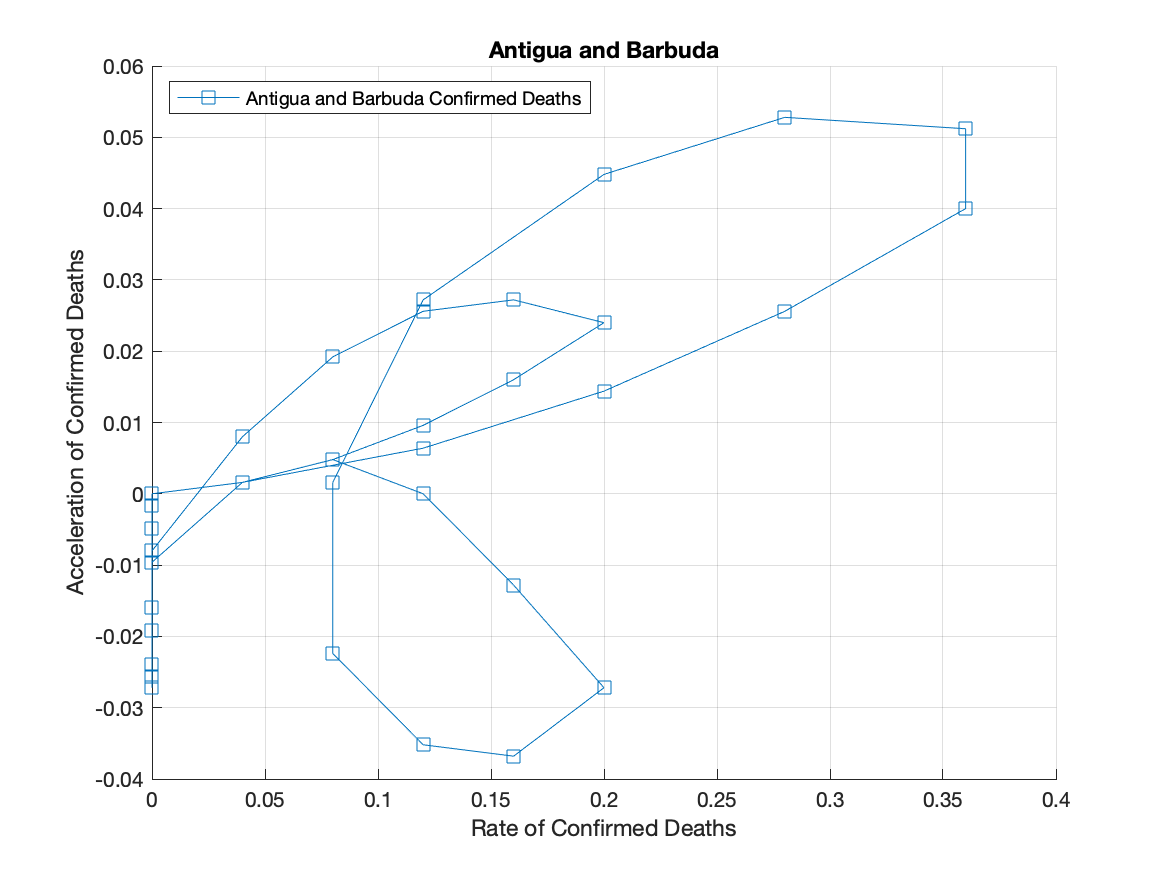 Antigua and Barbuda
Antigua and Barbuda Confirmed Deaths
Acceleration of Confirmed Deaths
0.06
0.05
0.04
0.03
0.02
0.01
0
-0.01
-0.02
-0.03
-0.04
0 0.05 0.1 0.15 0.2 0.25 0.3 0.35 0.4
Rate of Confirmed Deaths